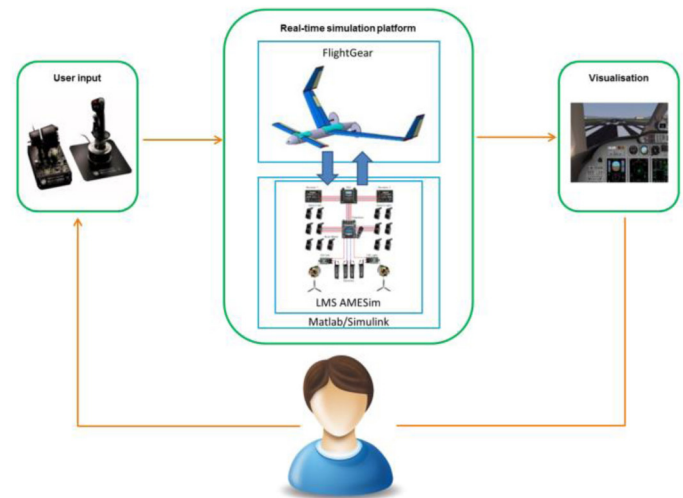 Real-time simulation platform
FlightGear
User input
Visualisation
LMS AMESim
Matlab/Simulink